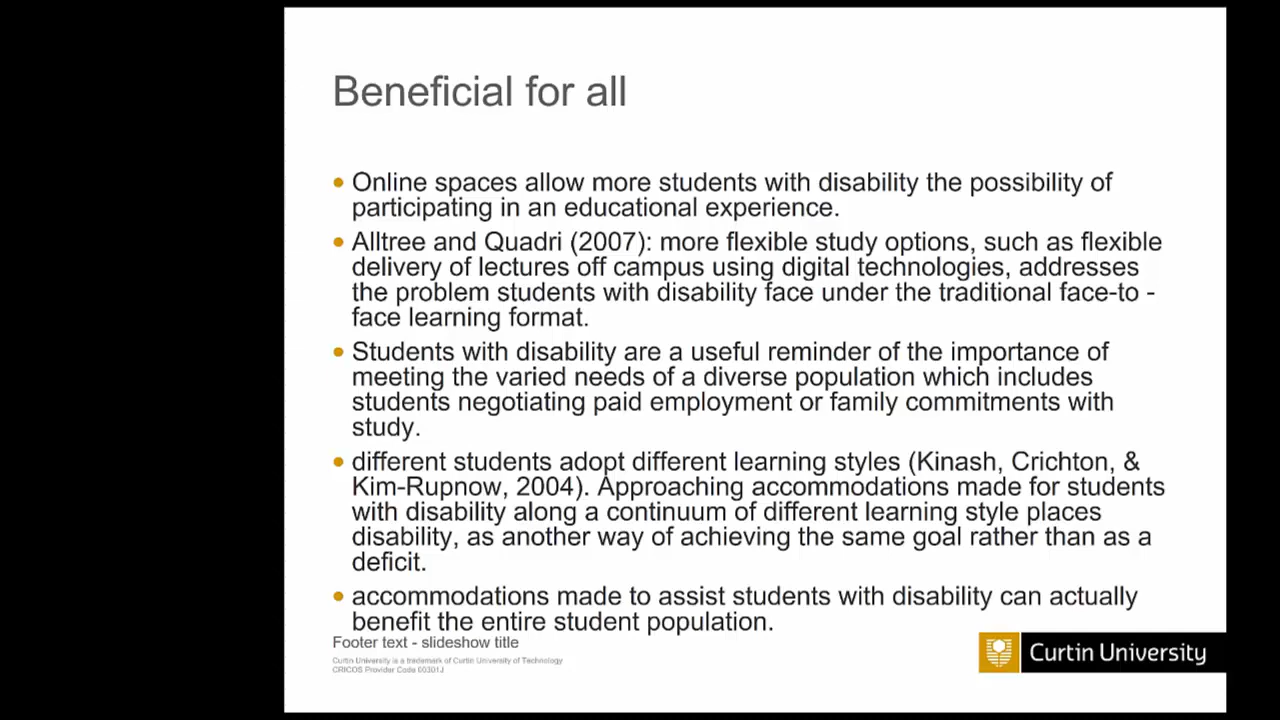 Beneficial for all
• Online spaces allow more students with disability the possibility of
participating in an educational experience.
• Alltree and Quadri (2007): more flexible study options, such as flexible
delivery of lectures off campus using digital technologies, addresses
the problem students with disability face under the traditional face-to -
face learning format.
• Students with disability are a useful reminder of the importance of
meeting the varied needs of a diverse population which includes
students negotiating paid employment or family commitments with
study.
• different students adopt different learning styles (Kinash, Crichton, &
Kim-Rupnow, 2004). Approaching accommodations made for students
with disability along a continuum of different learning style places
disability, as another way of achieving the same goal rather than as a
deficit.
• accommodations made to assist students with disability can actually
benefit the entire student population.
Footer text - slideshow title
Curtin University is a trademark of Curtin University of Technology
CRICOS Provider Code 00301J
Curtin University